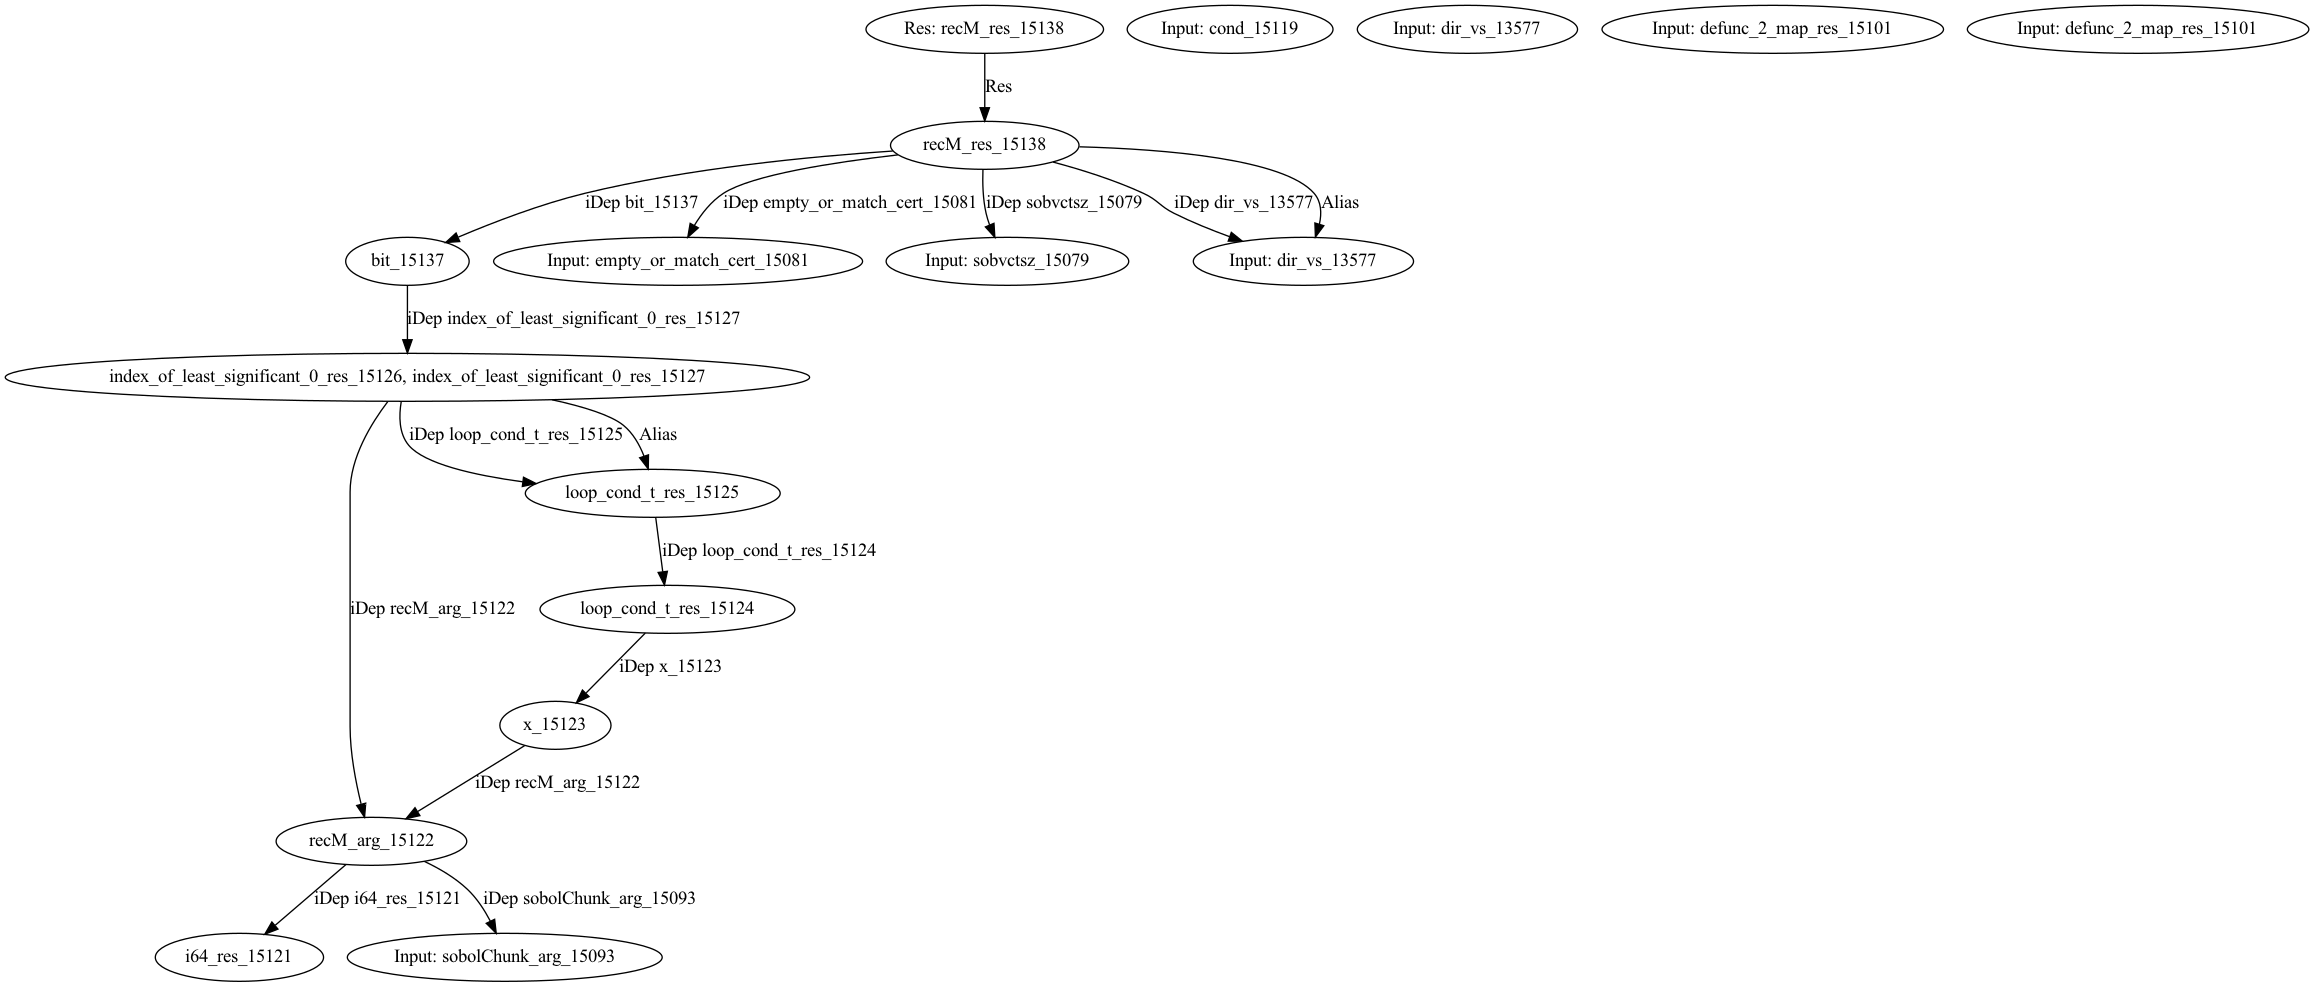 Res: recM_res_15138
Input: cond_15119
Input: dir_vs_13577
Input: defunc_2_map_res_15101
Input: defunc_2_map_res_15101
Res
recM_res_15138
iDep bit_15137
iDep empty_or_match_cert_15081
iDep sobvctsz_15079
iDep dir_vs_13577
Alias
bit_15137
Input: empty_or_match_cert_15081
Input: sobvctsz_15079
Input: dir_vs_13577
iDep index_of_least_significant_0_res_15127
index_of_least_significant_0_res_15126, index_of_least_significant_0_res_15127
iDep loop_cond_t_res_15125
Alias
loop_cond_t_res_15125
iDep loop_cond_t_res_15124
iDep recM_arg_15122
loop_cond_t_res_15124
iDep x_15123
x_15123
iDep recM_arg_15122
recM_arg_15122
iDep i64_res_15121
iDep sobolChunk_arg_15093
i64_res_15121
Input: sobolChunk_arg_15093